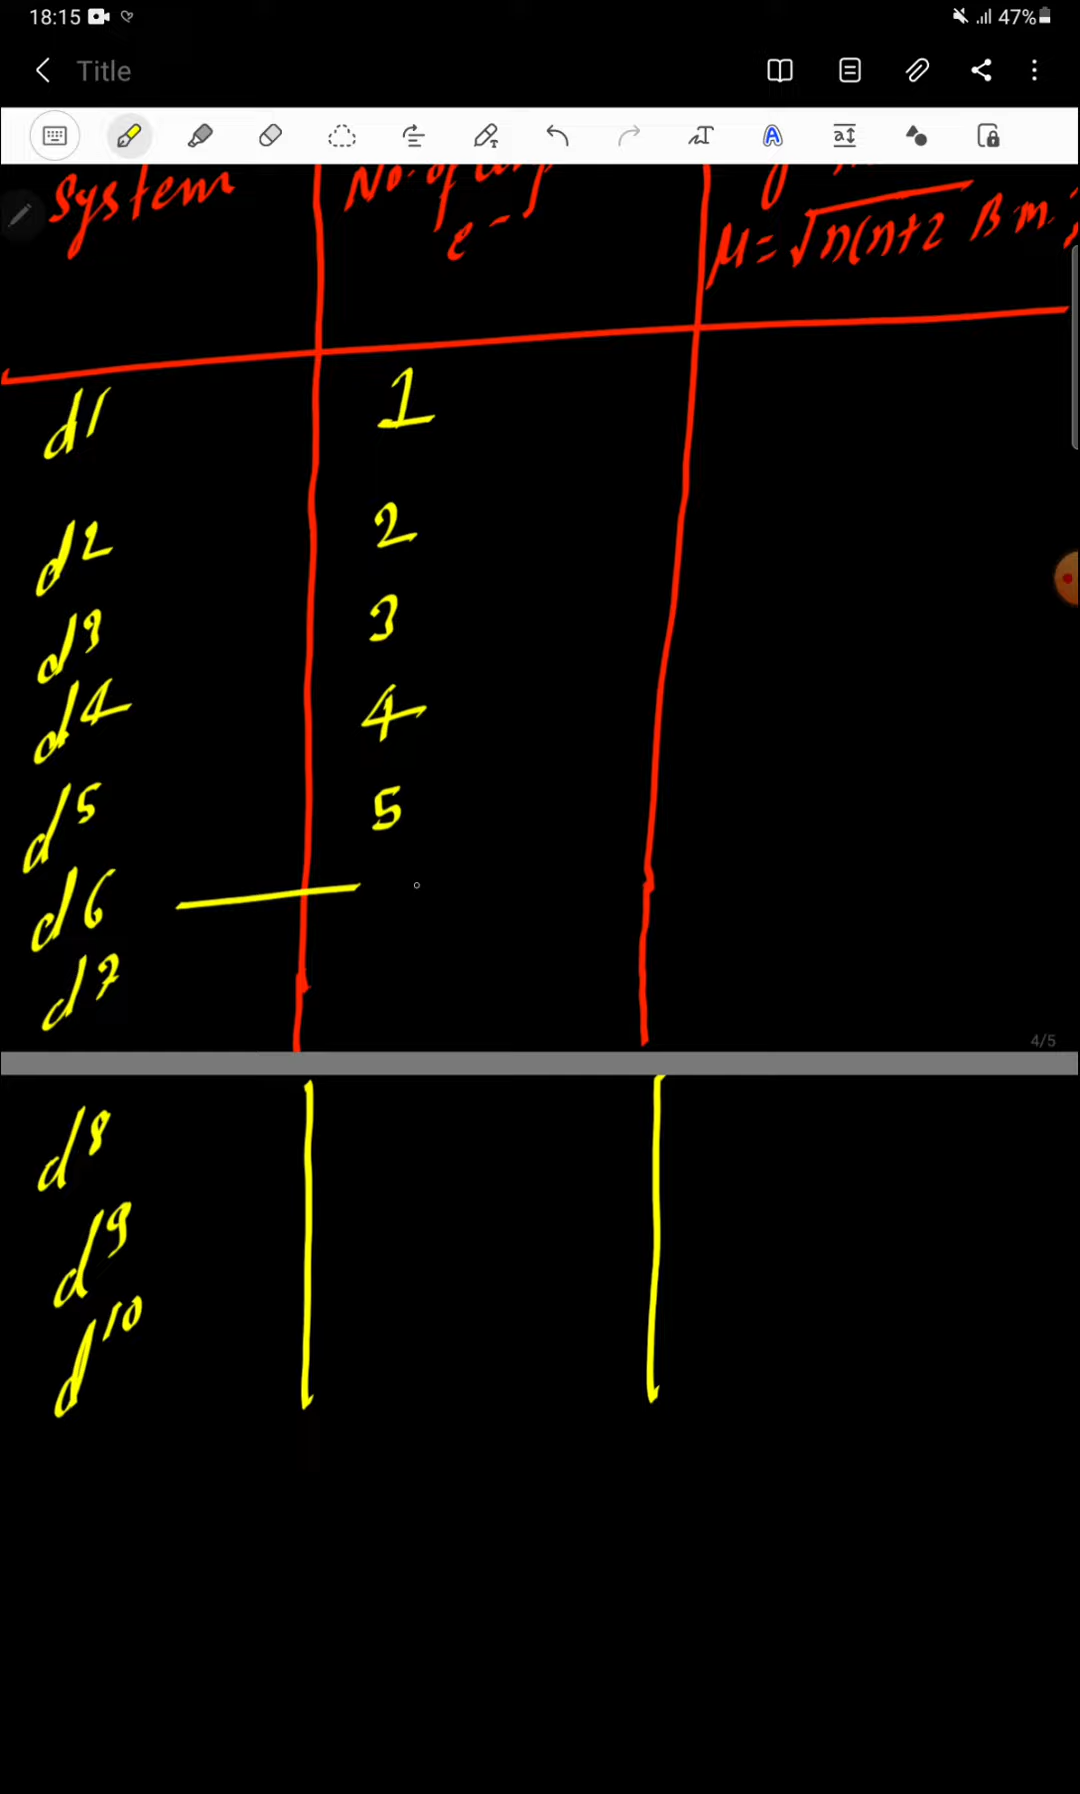 18:15 47%
Title
System No. of e-
μ=√n(n+2 B.m.
d1 1
d2 2
d3 3
d4 4
d5 5
d6
d7
4/5
d8
d9
d10